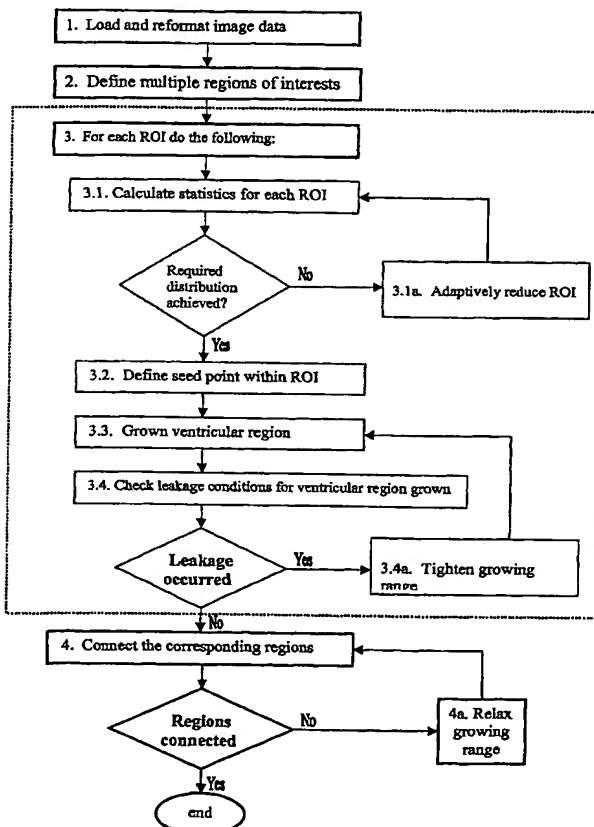 1. Load and reformat image data
2. Define multiple regions of interests
3. For each ROI do the following:
3.1. Calculate statistics for each ROI
Required
distribution
achieved?
No
3.1a. Adaptively reduce ROI
Yes
3.2. Define seed point within ROI
3.3. Grown ventricular region
3.4. Check leakage conditions for ventricular region grown
Leakage
occurred
Yes
3.4a. Tighten growing
range
No
4. Connect the corresponding regions
Regions
connected
No
4a. Relax
growing
range
Yes
end